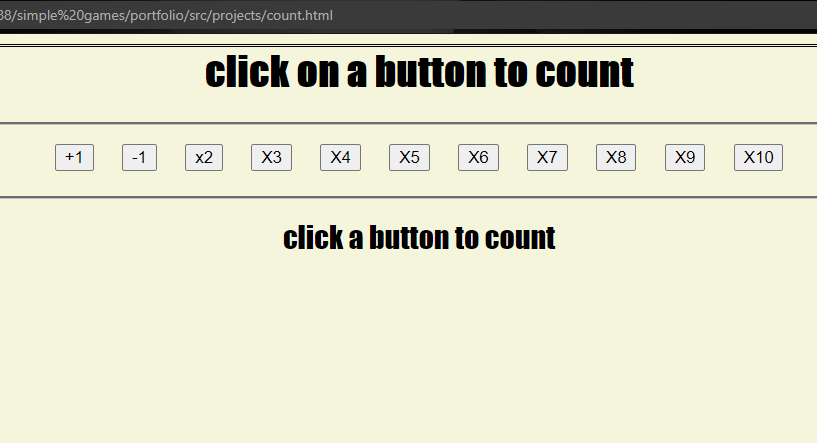 38/simple%20games/portfolio/src/projects/count.html
click on a button to count
+1 -1 x2 X3 X4 X5 X6 X7 X8 X9 X10
click a button to count